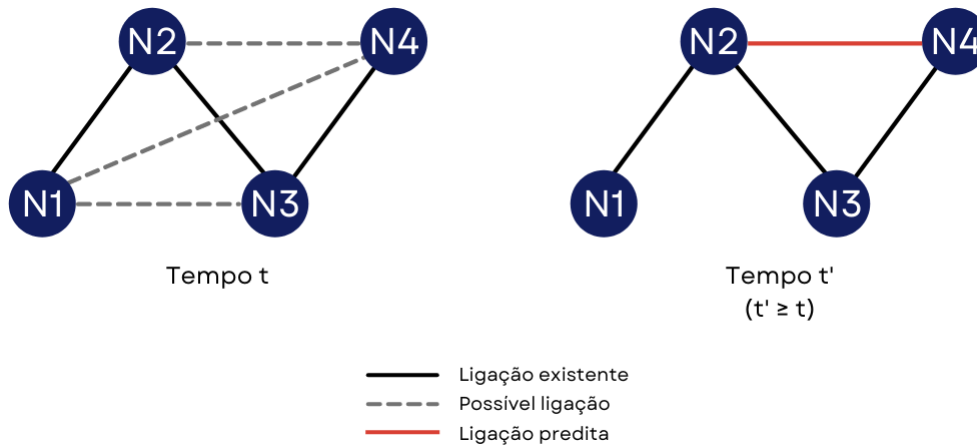 N2 N4
N1 N3
Tempo t
N2 N4
N1 N3
Tempo t'
(t' ≥ t)
Ligação existente
Possível ligação
Ligação predita